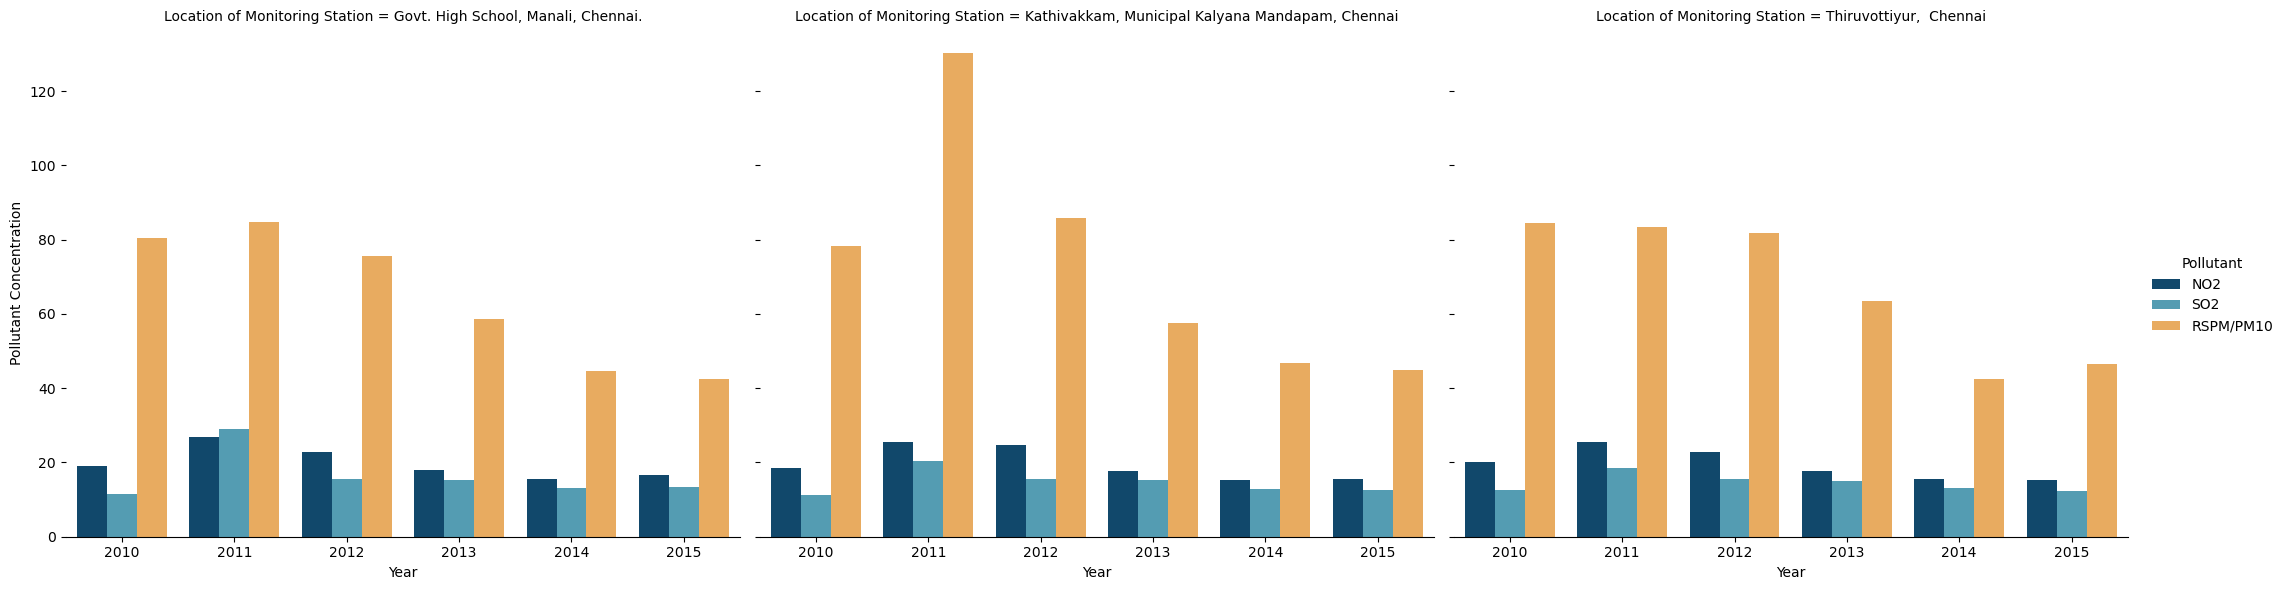 Location of Monitoring Station = Govt. High School, Manali, Chennai.
Location of Monitoring Station = Kathivakkam, Municipal Kalyana Mandapam, Chennai
Location of Monitoring Station = Thiruvottiyur,  Chennai
Pollutant Concentration
120
100
80
60
40
20
0
2010 2011 2012 2013 2014 2015
Year
2010 2011 2012 2013 2014 2015
Year
2010 2011 2012 2013 2014 2015
Year
Pollutant
NO2
SO2
RSPM/PM10